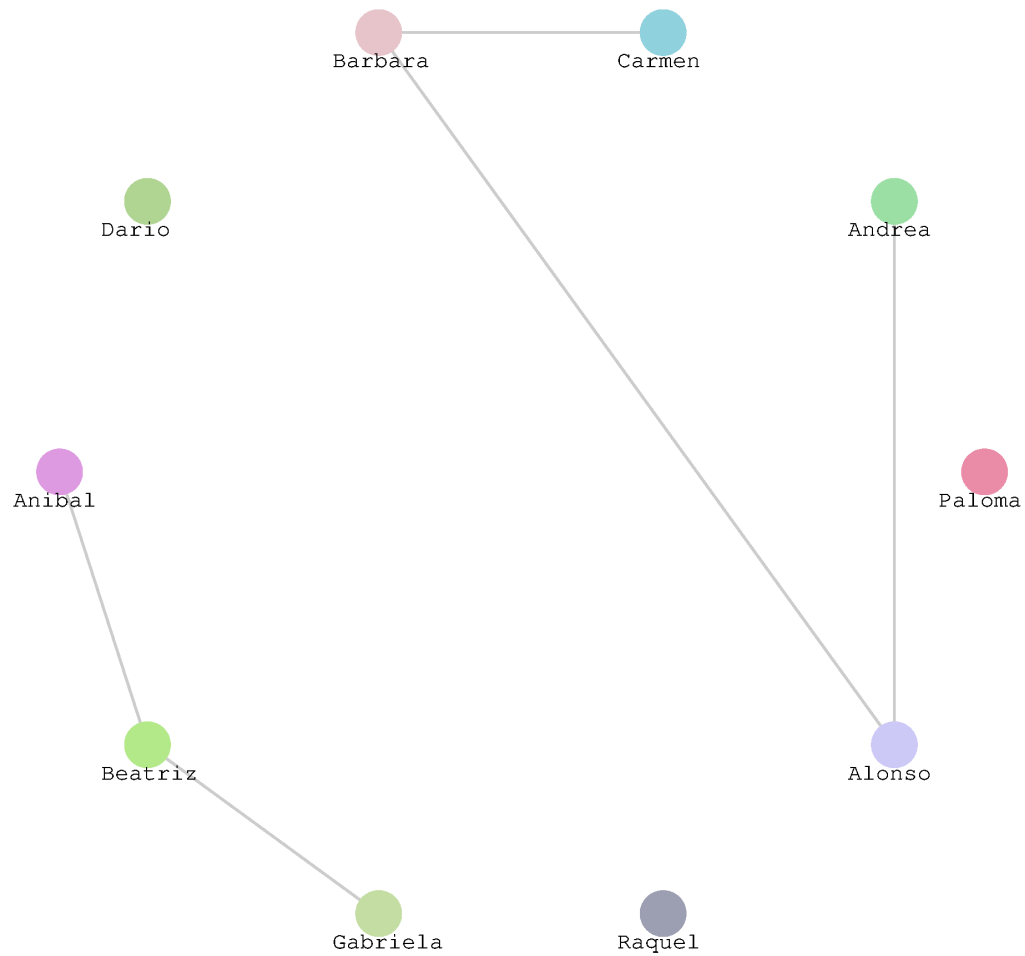 Barbara
Carmen
Dario
Andrea
Anibal
Paloma
Beatriz
Alonso
Gabriela
Raquel